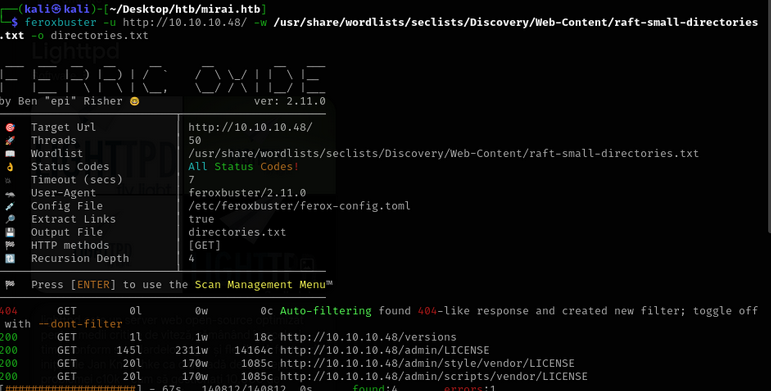 ┌──(kali㉿kali)-[~/Desktop/htb/mirai.htb]
└─$ feroxbuster -u http://10.10.10.48/ -w /usr/share/wordlists/seclists/Discovery/Web-Content/raft-small-directories
.txt -o directories.txt
Lighttpd
FERRIC OXIDE
by Ben "epi" Risher 🤓 ver: 2.11.0
🎯 Target Url │ http://10.10.10.48/
🚀 Threads │ 50
📖 Wordlist │ /usr/share/wordlists/seclists/Discovery/Web-Content/raft-small-directories.txt
👌 Status Codes │ All Status Codes!
💥 Timeout (secs) │ 7
🦡 User-Agent │ feroxbuster/2.11.0
💉 Config File │ /etc/feroxbuster/ferox-config.toml
🔎 Extract Links │ true
💾 Output File │ directories.txt
🏁 HTTP methods │ [GET]
🔃 Recursion Depth │ 4
🏁 Press [ENTER] to use the Scan Management Menu™
404 GET 0l 0w 0c Auto-filtering found 404-like response and created new filter; toggle off
with --dont-filter
200 GET 1l 1w 18c http://10.10.10.48/versions
200 GET 145l 2311w 14164c http://10.10.10.48/admin/LICENSE
200 GET 20l 170w 1085c http://10.10.10.48/admin/style/vendor/LICENSE
200 GET 20l 170w 1085c http://10.10.10.48/admin/scripts/vendor/LICENSE
[####################] - 67s 140812/140812 0s found:4 errors:1